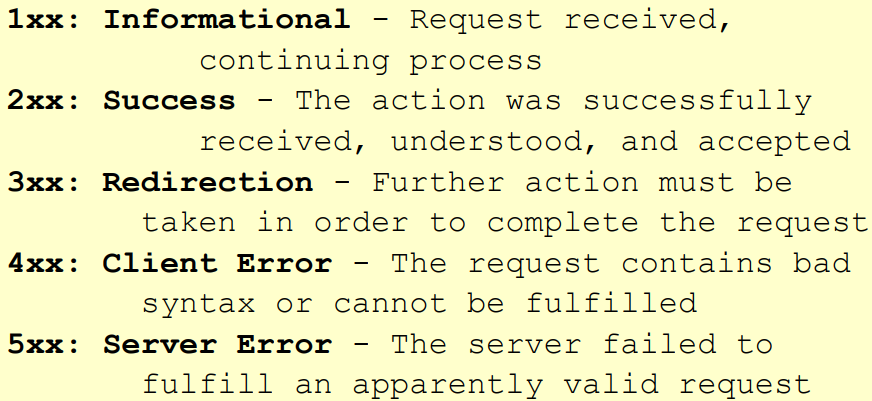 1xx: Informational - Request received,
continuing process
2xx: Success - The action was successfully
received, understood, and accepted
3xx: Redirection - Further action must be
taken in order to complete the request
4xx: Client Error - The request contains bad
syntax or cannot be fulfilled
5xx: Server Error - The server failed to
fulfill an apparently valid request